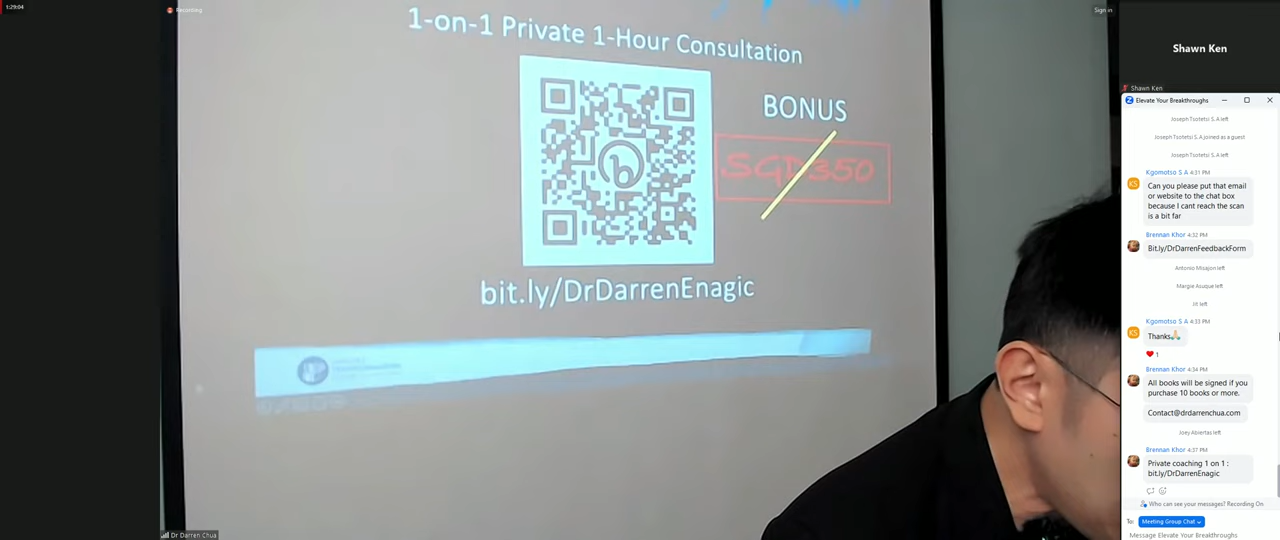 1:29:04
Recording
Sign in
1-on-1 Private 1-Hour Consultation
BONUS
SGD350
bit.ly/DrDarrenEnagic
Dr Darren Chua
Shawn Ken
Shawn Ken
Elevate Your Breakthroughs
Joseph Tsotetsi S. A left
Joseph Tsotetsi S. A joined as a guest
Joseph Tsotetsi S. A left
Kgomotso S A 4:31 PM
KS
Can you please put that email
or website to the chat box
because I cant reach the scan
is a bit far
Brennan Khor 4:32 PM
Bit.ly/DrDarrenFeedbackForm
Antonio Misajon left
Margie Asuque left
Jit left
Kgomotso S A 4:33 PM
KS
Thanks🙏
❤️ 1
Brennan Khor 4:34 PM
All books will be signed if you
purchase 10 books or more.
Contact@drdarrenchua.com
Joey Abiertas left
Brennan Khor 4:37 PM
Private coaching 1 on 1 :
bit.ly/DrDarrenEnagic
Who can see your messages? Recording On
To: Meeting Group Chat
Message Elevate Your Breakthroughs